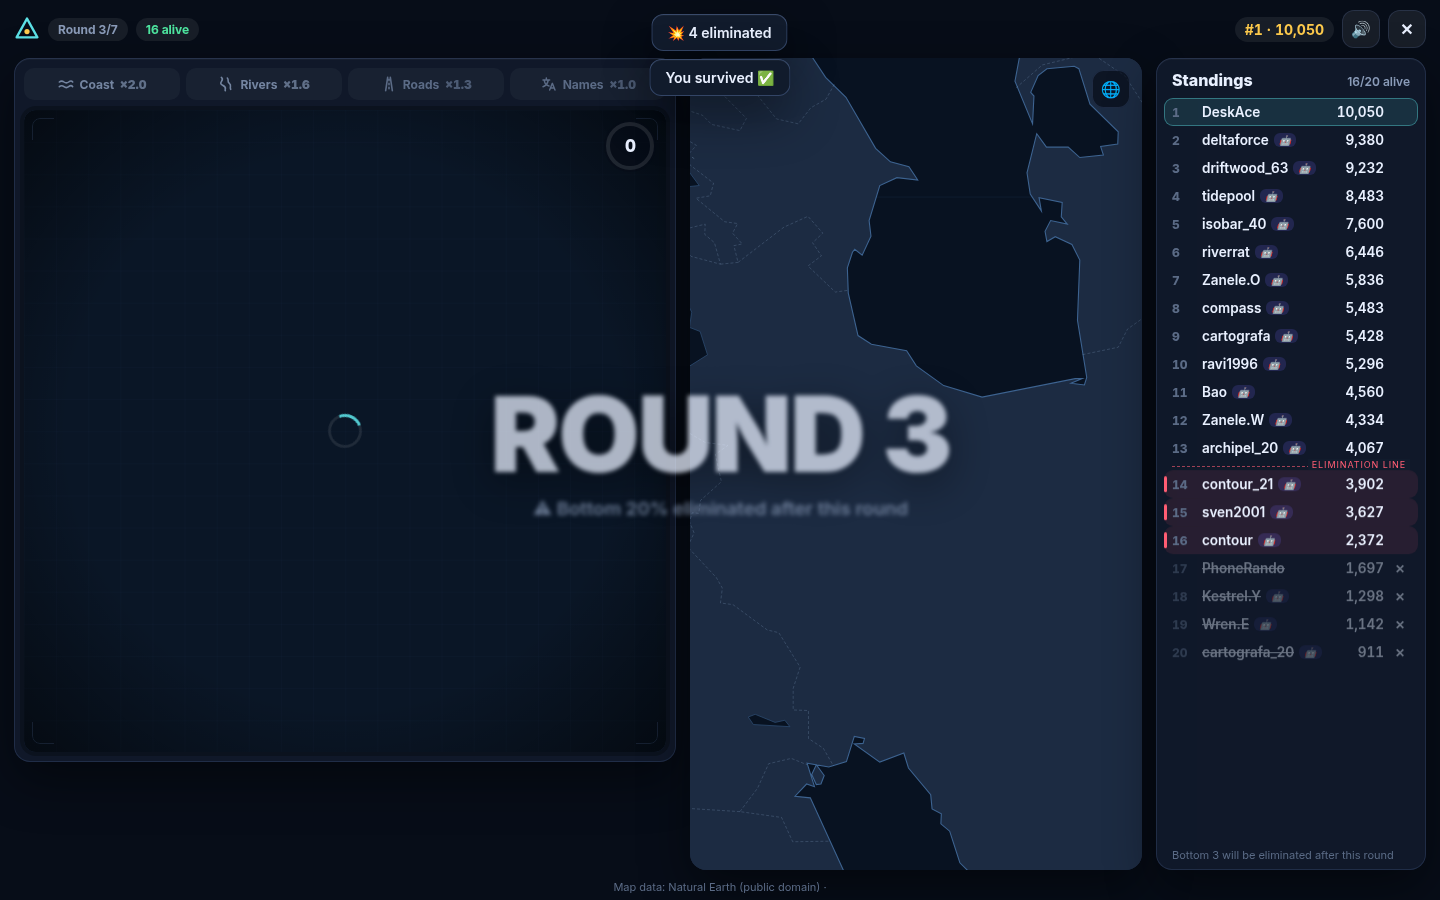 Round 3/7
16 alive
💥 4 eliminated
#1 · 10,050
You survived ✅
Coast ×2.0
Rivers ×1.6
Roads ×1.3
Names ×1.0
0
ROUND 3
⚠ Bottom 20% eliminated after this round
Standings 16/20 alive
1 DeskAce 10,050
2 deltaforce 9,380
3 driftwood_63 9,232
4 tidepool 8,483
5 isobar_40 7,600
6 riverrat 6,446
7 Zanele.O 5,836
8 compass 5,483
9 cartografa 5,428
10 ravi1996 5,296
11 Bao 4,560
12 Zanele.W 4,334
13 archipel_20 4,067
ELIMINATION LINE
14 contour_21 3,902
15 sven2001 3,627
16 contour 2,372
17 PhoneRando 1,697 ×
18 Kestrel.Y 1,298 ×
19 Wren.E 1,142 ×
20 cartografa_20 911 ×
Bottom 3 will be eliminated after this round
Map data: Natural Earth (public domain) ·